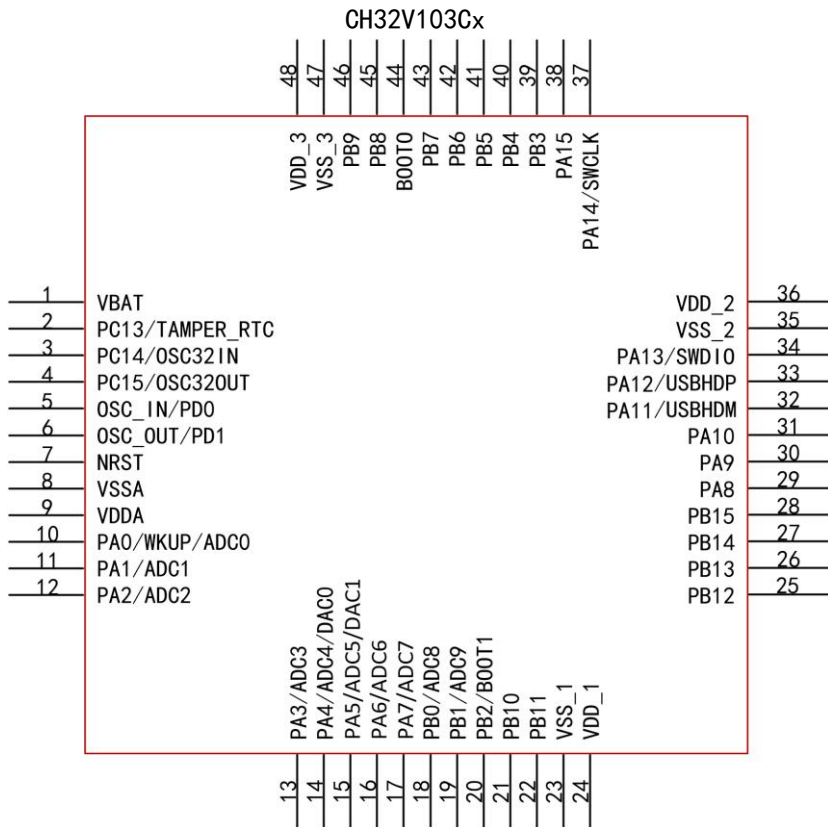 CH32V103Cx
48 47 46 45 44 43 42 41 40 39 38 37
VDD_3 VSS_3 PB9 PB8 BOOT0 PB7 PB6 PB5 PB4 PB3 PA15 PA14/SWCLK
1 VBAT
2 PC13/TAMPER_RTC
3 PC14/OSC32IN
4 PC15/OSC32OUT
5 OSC_IN/PD0
6 OSC_OUT/PD1
7 NRST
8 VSSA
9 VDDA
10 PA0/WKUP/ADC0
11 PA1/ADC1
12 PA2/ADC2
VDD_2 36
VSS_2 35
PA13/SWDIO 34
PA12/USBHDP 33
PA11/USBHDM 32
PA10 31
PA9 30
PA8 29
PB15 28
PB14 27
PB13 26
PB12 25
PA3/ADC3 PA4/ADC4/DAC0 PA5/ADC5/DAC1 PA6/ADC6 PA7/ADC7 PB0/ADC8 PB1/ADC9 PB2/BOOT1 PB10 PB11 VSS_1 VDD_1
13 14 15 16 17 18 19 20 21 22 23 24